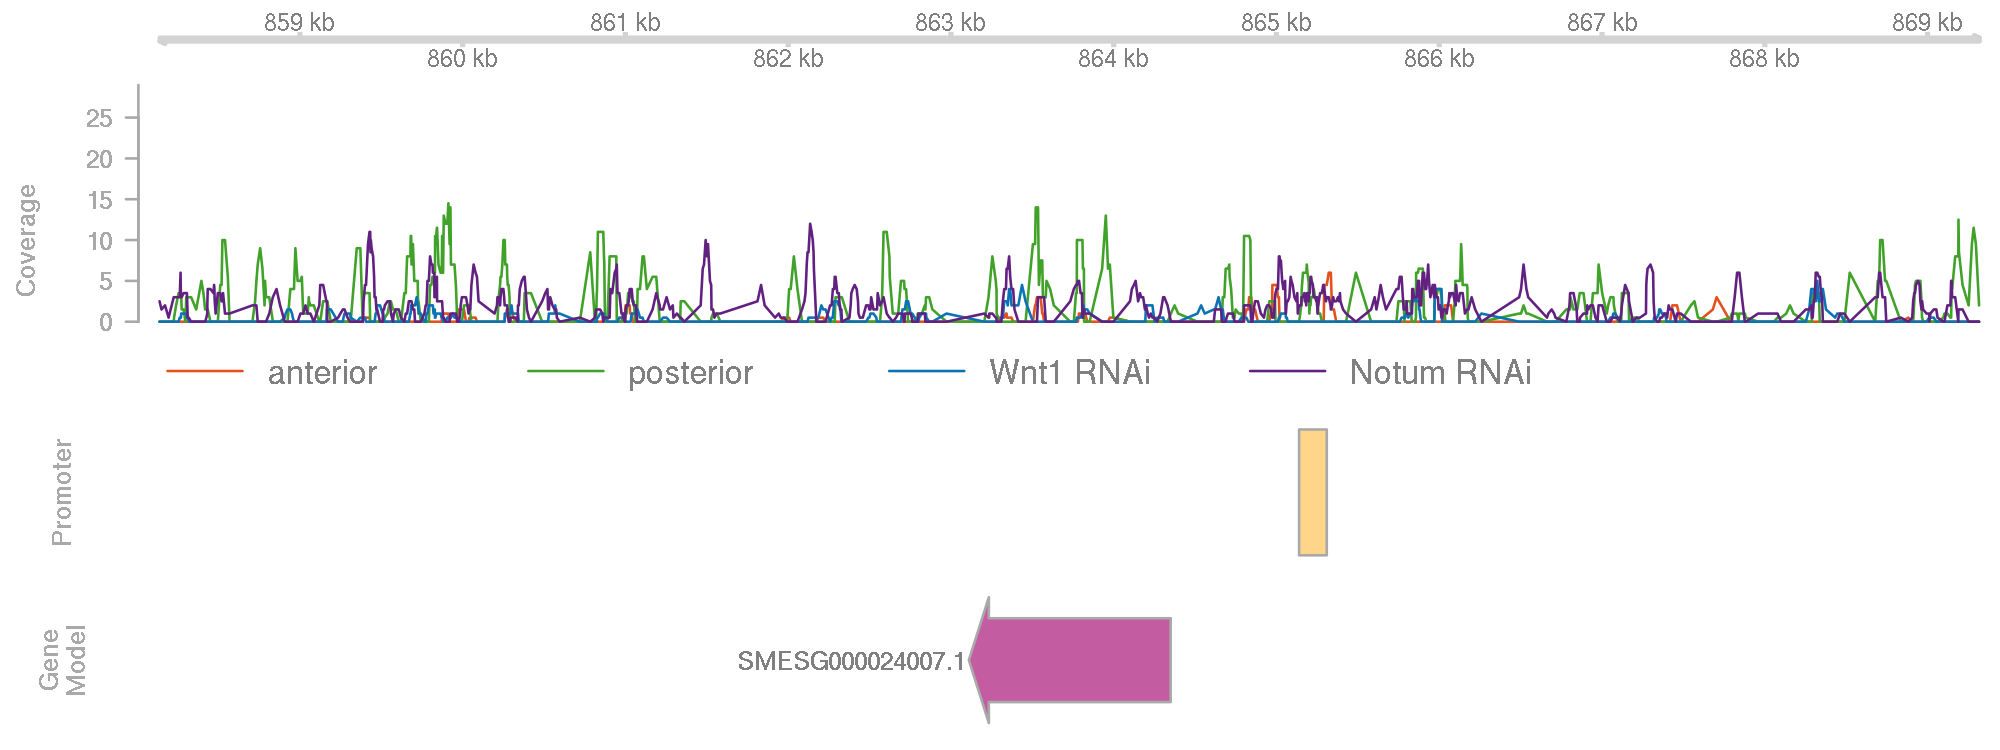 859 kb 861 kb 863 kb 865 kb 867 kb 869 kb
860 kb 862 kb 864 kb 866 kb 868 kb
Coverage
25
20
15
10
5
0
anterior posterior Wnt1 RNAi Notum RNAi
Promoter
Gene
Model
SMESG000024007.1